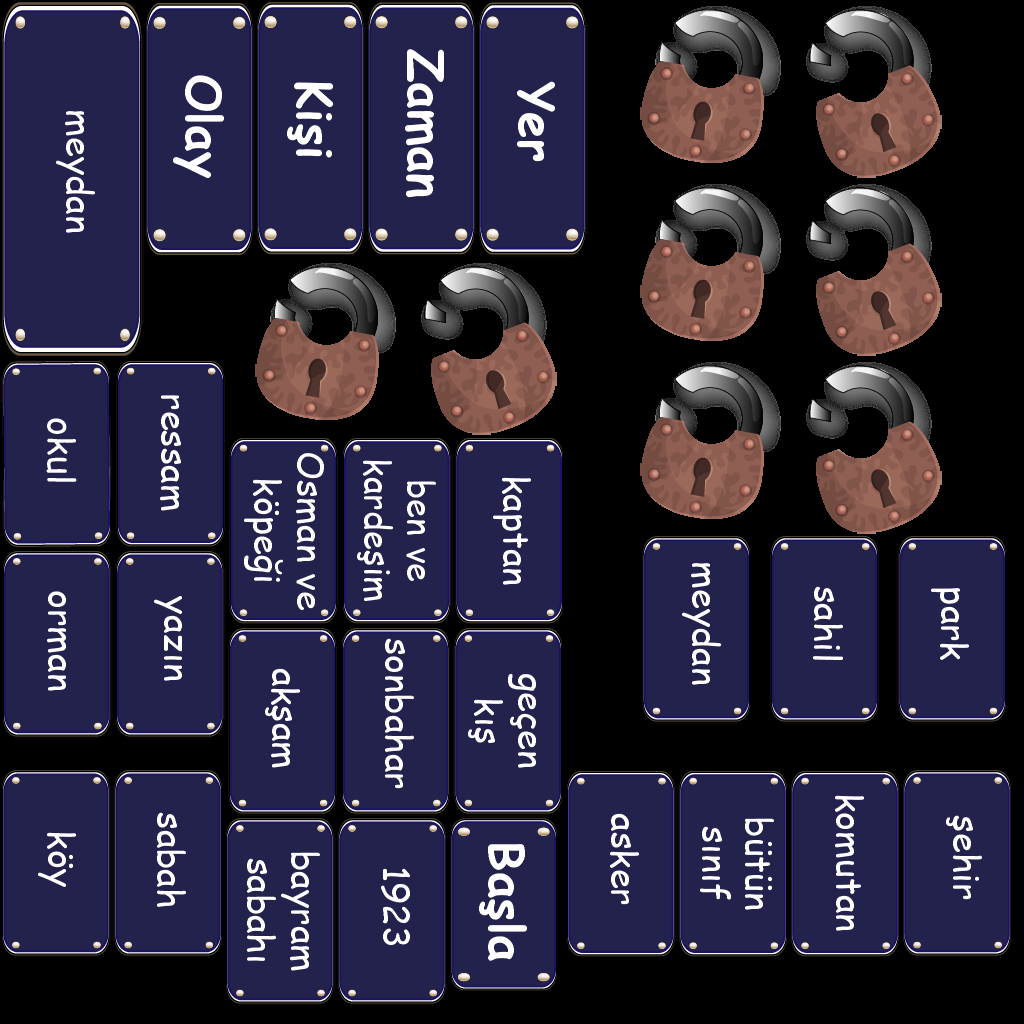 meydan
Olay
Kişi
Zaman
Yer
okul
ressam
Osman ve
köpeği
ben ve
kardeşim
kaptan
orman
yazın
akşam
sonbahar
geçen
kış
meydan
sahil
park
köy
sabah
bayram
sabahı
1923
Başla
asker
bütün
sınıf
komutan
şehir